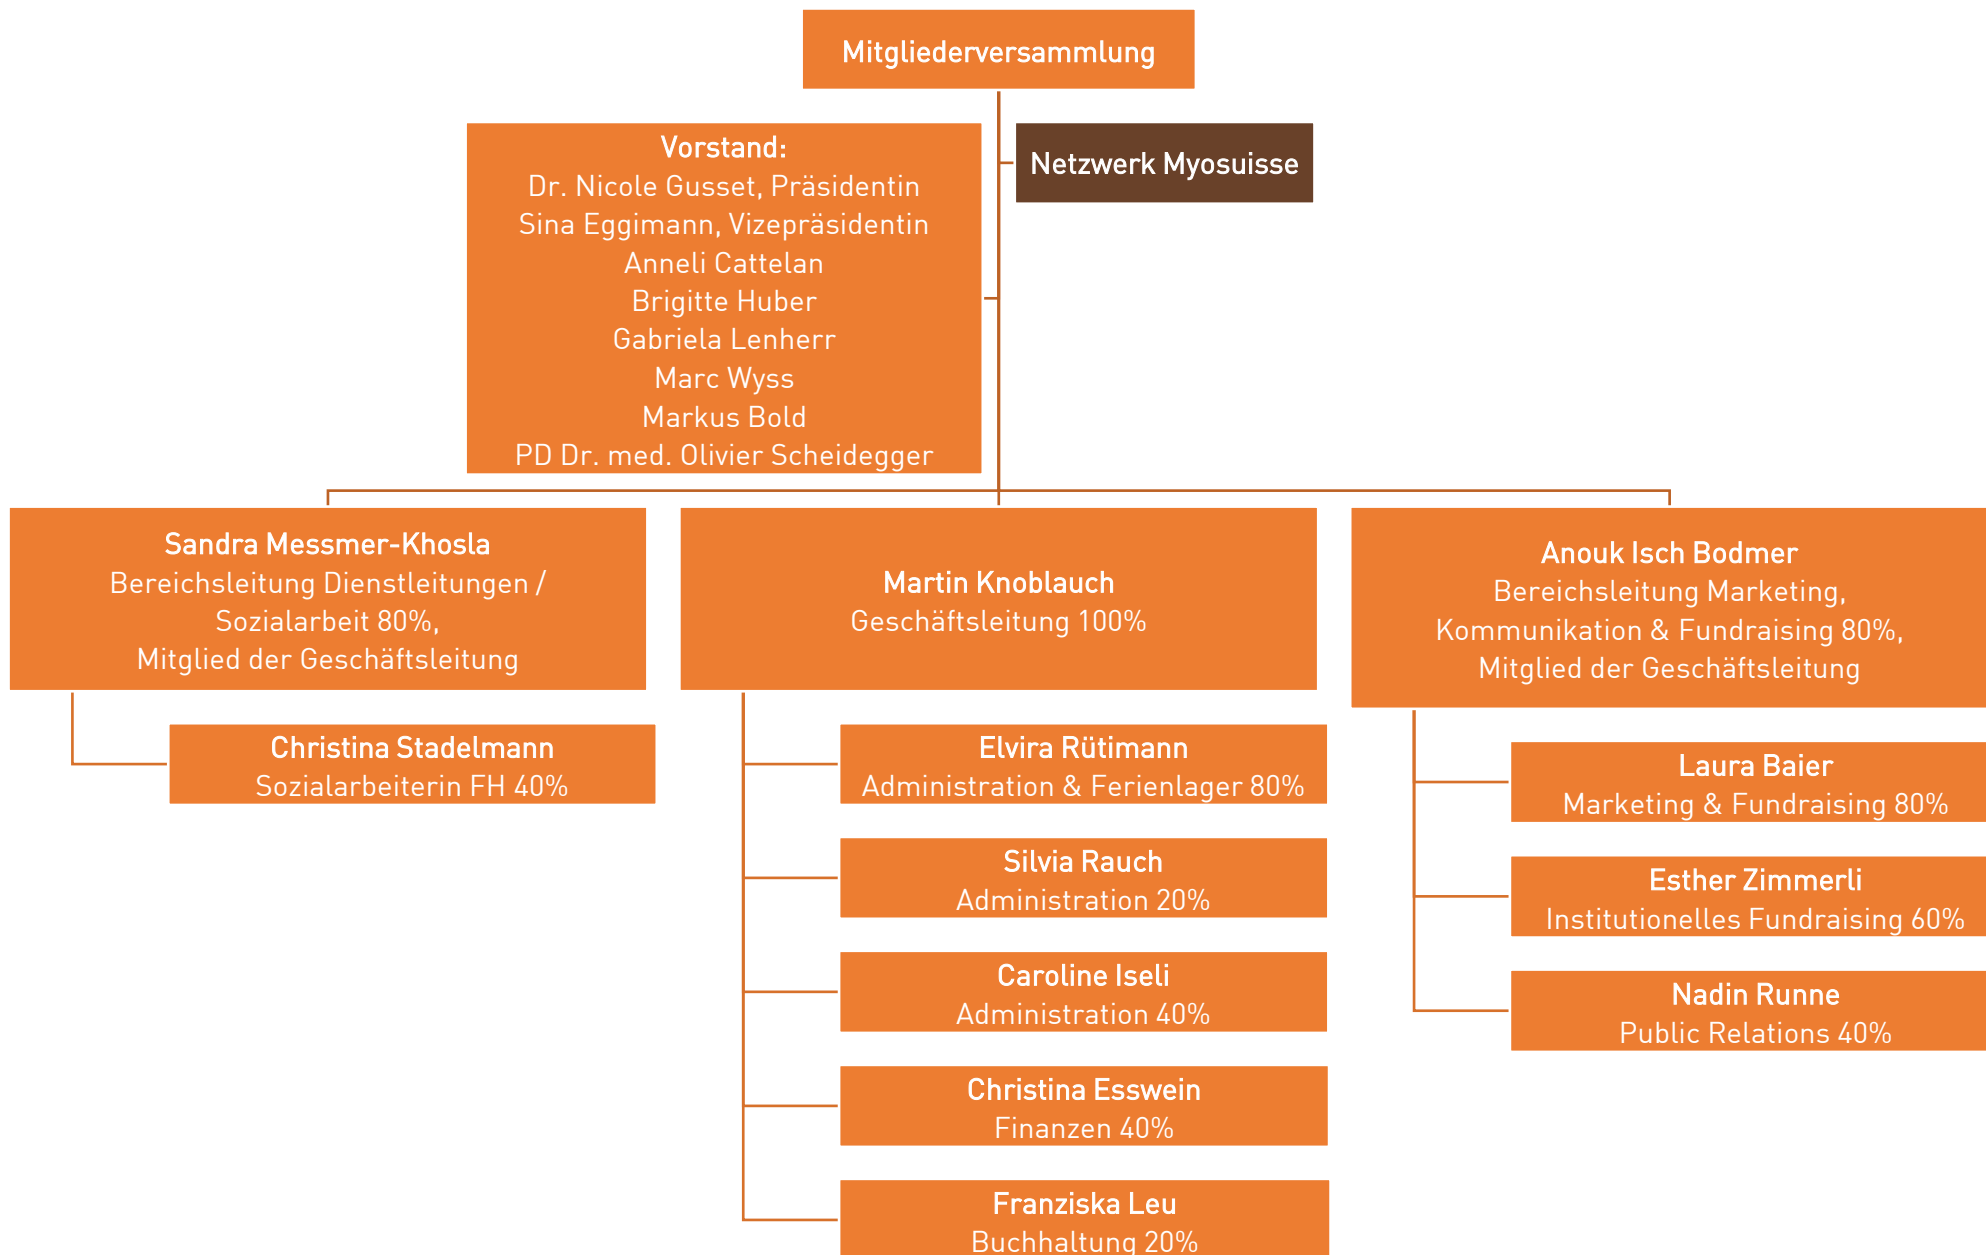 Mitgliederversammlung
Vorstand:
Dr. Nicole Gusset, Präsidentin
Sina Eggimann, Vizepräsidentin
Anneli Cattelan
Brigitte Huber
Gabriela Lenherr
Marc Wyss
Markus Bold
PD Dr. med. Olivier Scheidegger
Netzwerk Myosuisse
Sandra Messmer-Khosla
Bereichsleitung Dienstleitungen /
Sozialarbeit 80%,
Mitglied der Geschäftsleitung
Christina Stadelmann
Sozialarbeiterin FH 40%
Martin Knoblauch
Geschäftsleitung 100%
Elvira Rütimann
Administration & Ferienlager 80%
Silvia Rauch
Administration 20%
Caroline Iseli
Administration 40%
Christina Esswein
Finanzen 40%
Franziska Leu
Buchhaltung 20%
Anouk Isch Bodmer
Bereichsleitung Marketing,
Kommunikation & Fundraising 80%,
Mitglied der Geschäftsleitung
Laura Baier
Marketing & Fundraising 80%
Esther Zimmerli
Institutionelles Fundraising 60%
Nadin Runne
Public Relations 40%